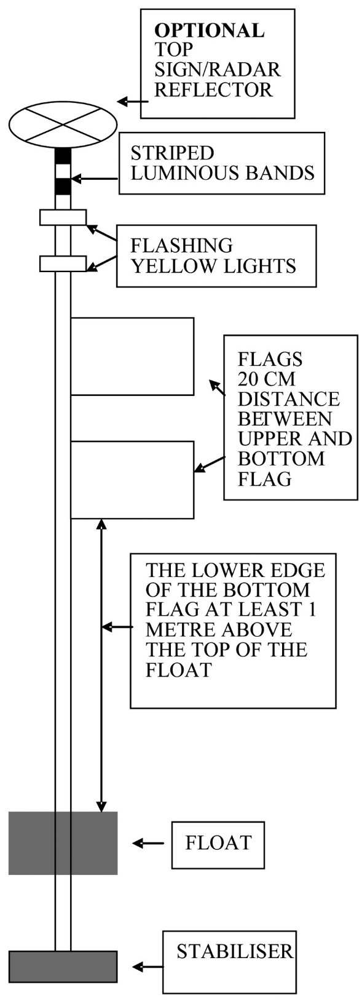 OPTIONAL
TOP
SIGN/RADAR
REFLECTOR
STRIPED
LUMINOUS BANDS
FLASHING
YELLOW LIGHTS
FLAGS
20 CM
DISTANCE
BETWEEN
UPPER AND
BOTTOM
FLAG
THE LOWER EDGE
OF THE BOTTOM
FLAG AT LEAST 1
METRE ABOVE
THE TOP OF THE
FLOAT
FLOAT
STABILISER